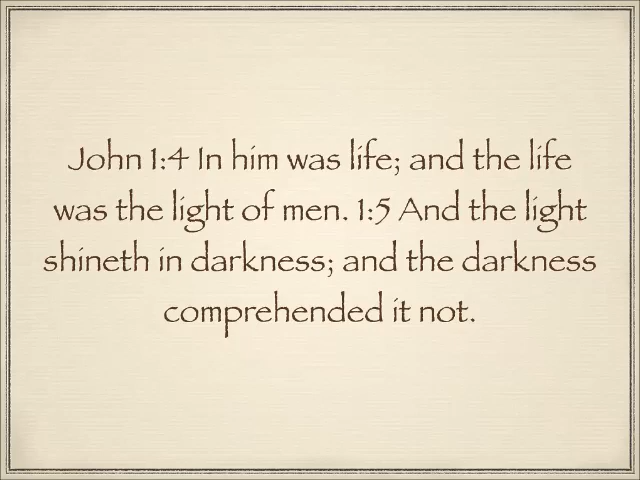 John 1:4 In him was life; and the life
was the light of men. 1:5 And the light
shineth in darkness; and the darkness
comprehended it not.